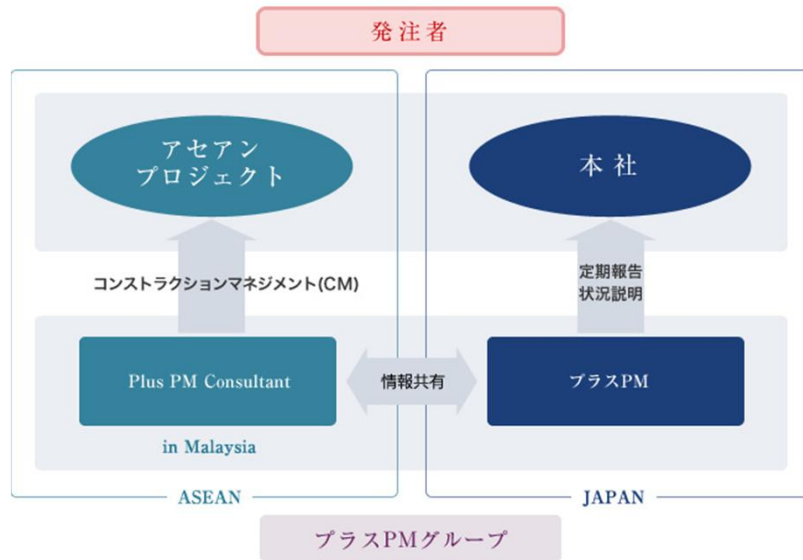 発注者
アセアン
プロジェクト
本社
コンストラクションマネジメント(CM)
定期報告
状況説明
Plus PM Consultant
情報共有
プラスPM
in Malaysia
ASEAN
JAPAN
プラスPMグループ